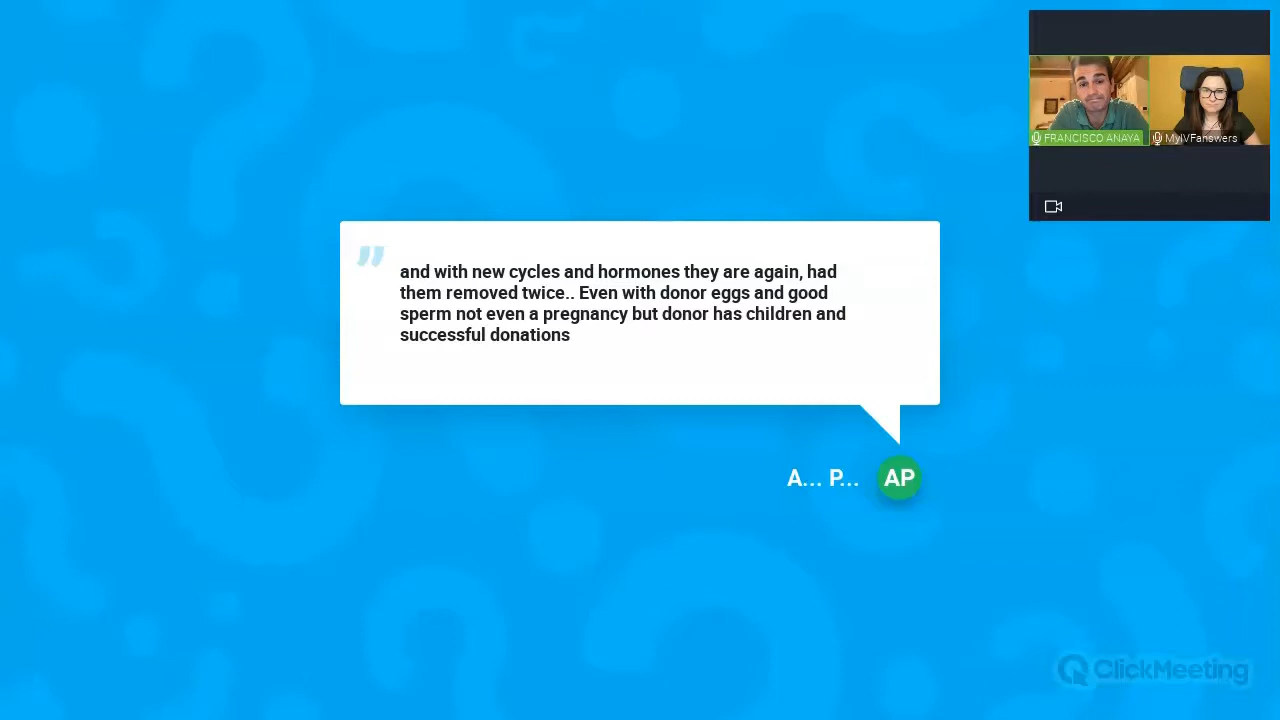 FRANCISCO ANAYA
MyIVFanswers
and with new cycles and hormones they are again, had
them removed twice.. Even with donor eggs and good
sperm not even a pregnancy but donor has children and
successful donations
A... P...
AP
ClickMeeting